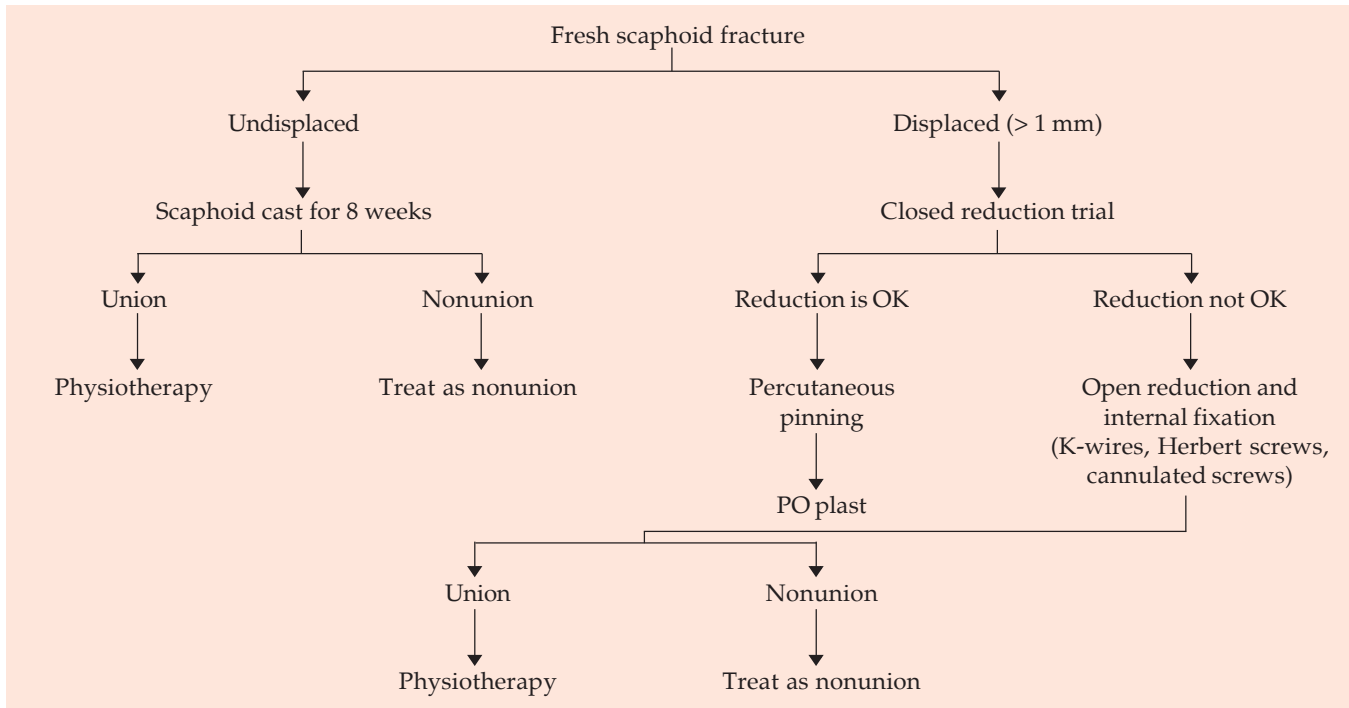 Fresh scaphoid fracture
Undisplaced
Displaced (> 1 mm)
Scaphoid cast for 8 weeks
Closed reduction trial
Union
Nonunion
Reduction is OK
Reduction not OK
Physiotherapy
Treat as nonunion
Percutaneous
pinning
Open reduction and
internal fixation
(K-wires, Herbert screws,
cannulated screws)
PO plast
Union
Nonunion
Physiotherapy
Treat as nonunion